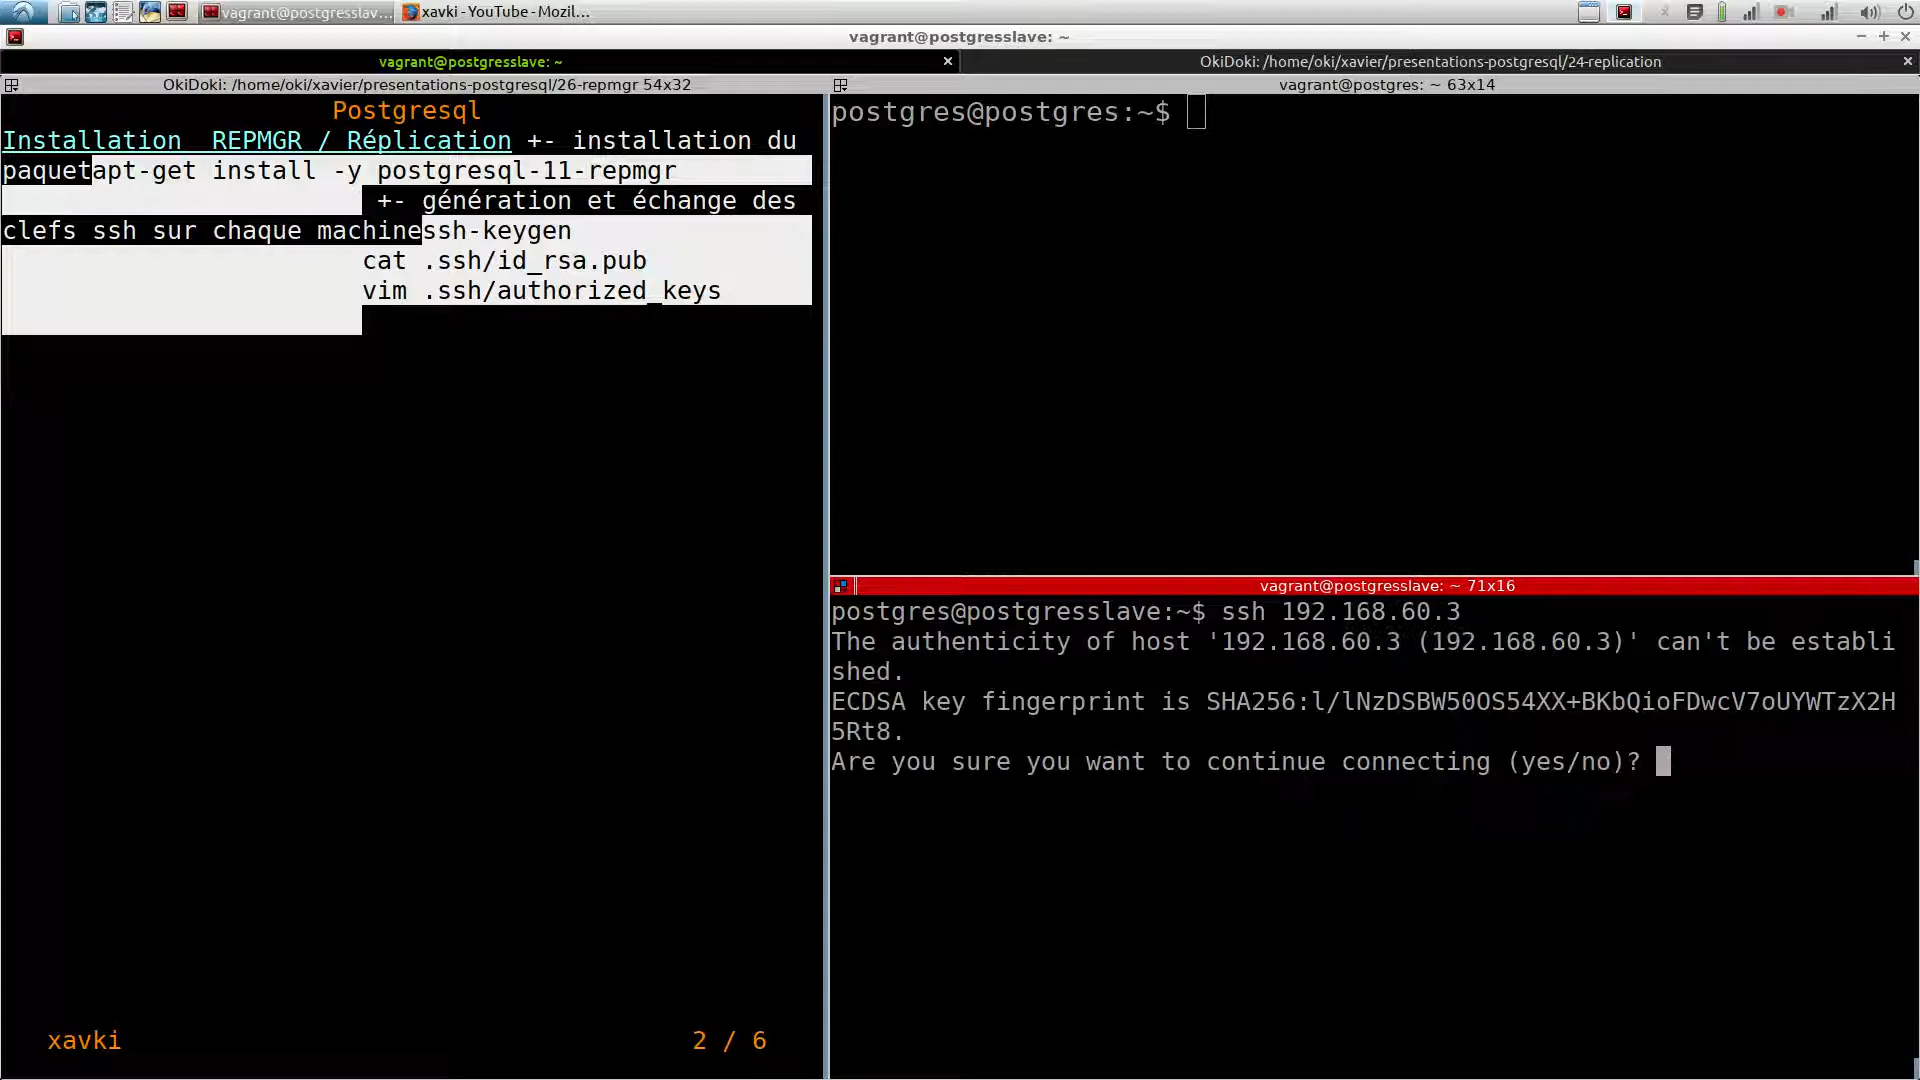 vagrant@postgresslav...
xavki - YouTube - Mozil...
vagrant@postgresslave: ~
vagrant@postgresslave: ~
OkiDoki: /home/oki/xavier/presentations-postgresql/24-replication
OkiDoki: /home/oki/xavier/presentations-postgresql/26-repmgr 54x32
Postgresql
Installation REPMGR / Réplication +- installation du
paquetapt-get install -y postgresql-11-repmgr
+- génération et échange des
clefs ssh sur chaque machinessh-keygen
cat .ssh/id_rsa.pub
vim .ssh/authorized_keys
xavki
2 / 6
vagrant@postgres: ~ 63x14
postgres@postgres:~$
vagrant@postgresslave: ~ 71x16
postgres@postgresslave:~$ ssh 192.168.60.3
The authenticity of host '192.168.60.3 (192.168.60.3)' can't be establi
shed.
ECDSA key fingerprint is SHA256:l/lNzDSBW50OS54XX+BKbQioFDwcV7oUYWTzX2H
5Rt8.
Are you sure you want to continue connecting (yes/no)?